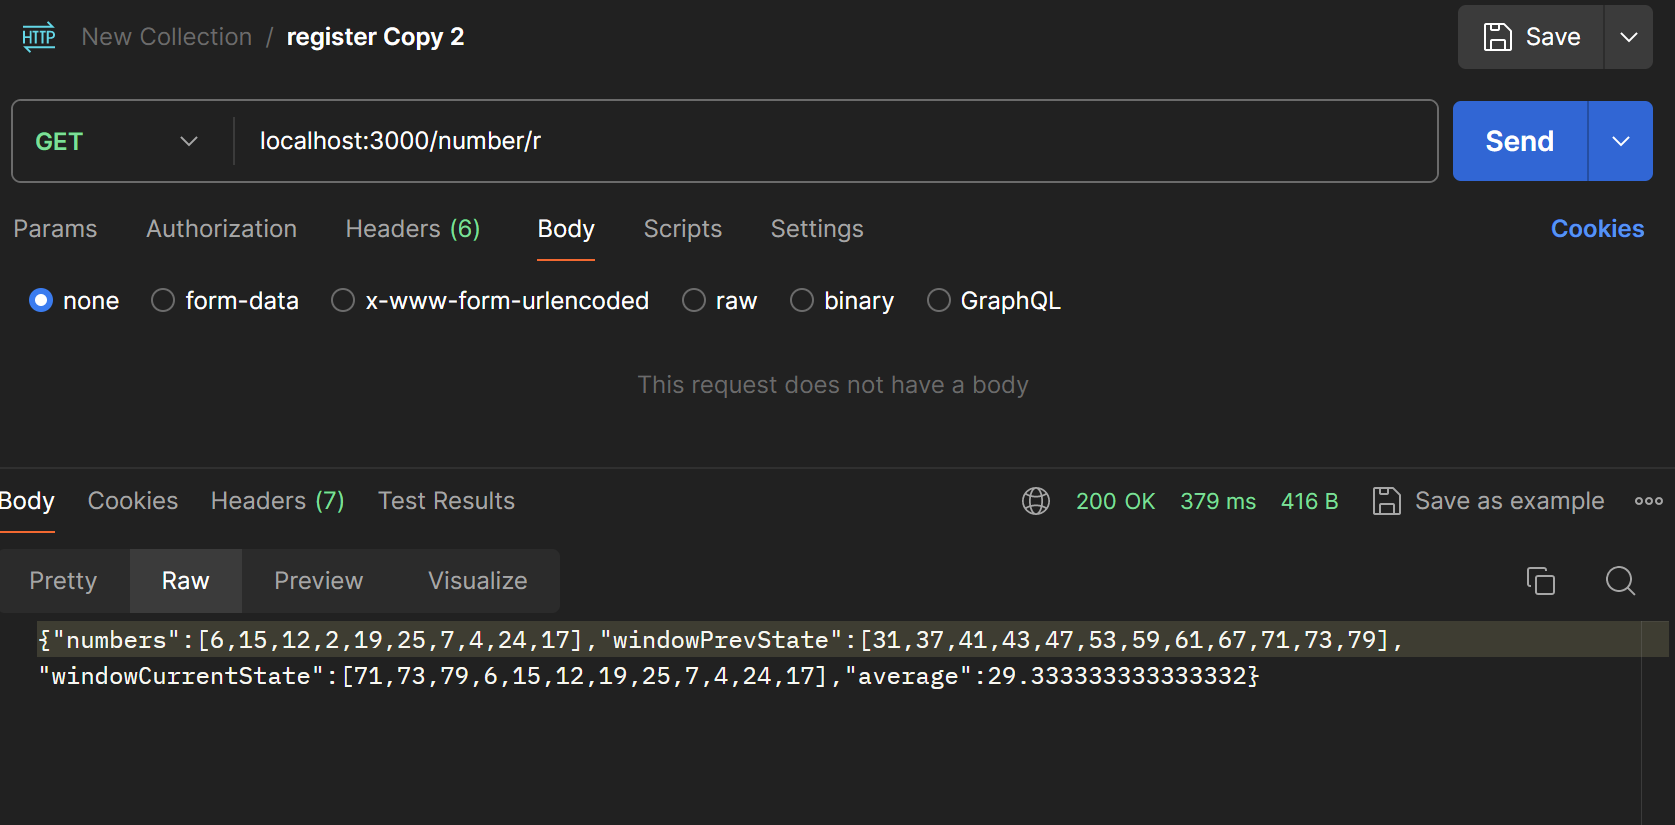 HTTP New Collection / register Copy 2 Save
GET localhost:3000/number/r Send
Params Authorization Headers (6) Body Scripts Settings Cookies
none form-data x-www-form-urlencoded raw binary GraphQL
This request does not have a body
Body Cookies Headers (7) Test Results 200 OK 379 ms 416 B Save as example
Pretty Raw Preview Visualize
{"numbers":[6,15,12,2,19,25,7,4,24,17],"windowPrevState":[31,37,41,43,47,53,59,61,67,71,73,79],
"windowCurrentState":[71,73,79,6,15,12,19,25,7,4,24,17],"average":29.333333333333332}